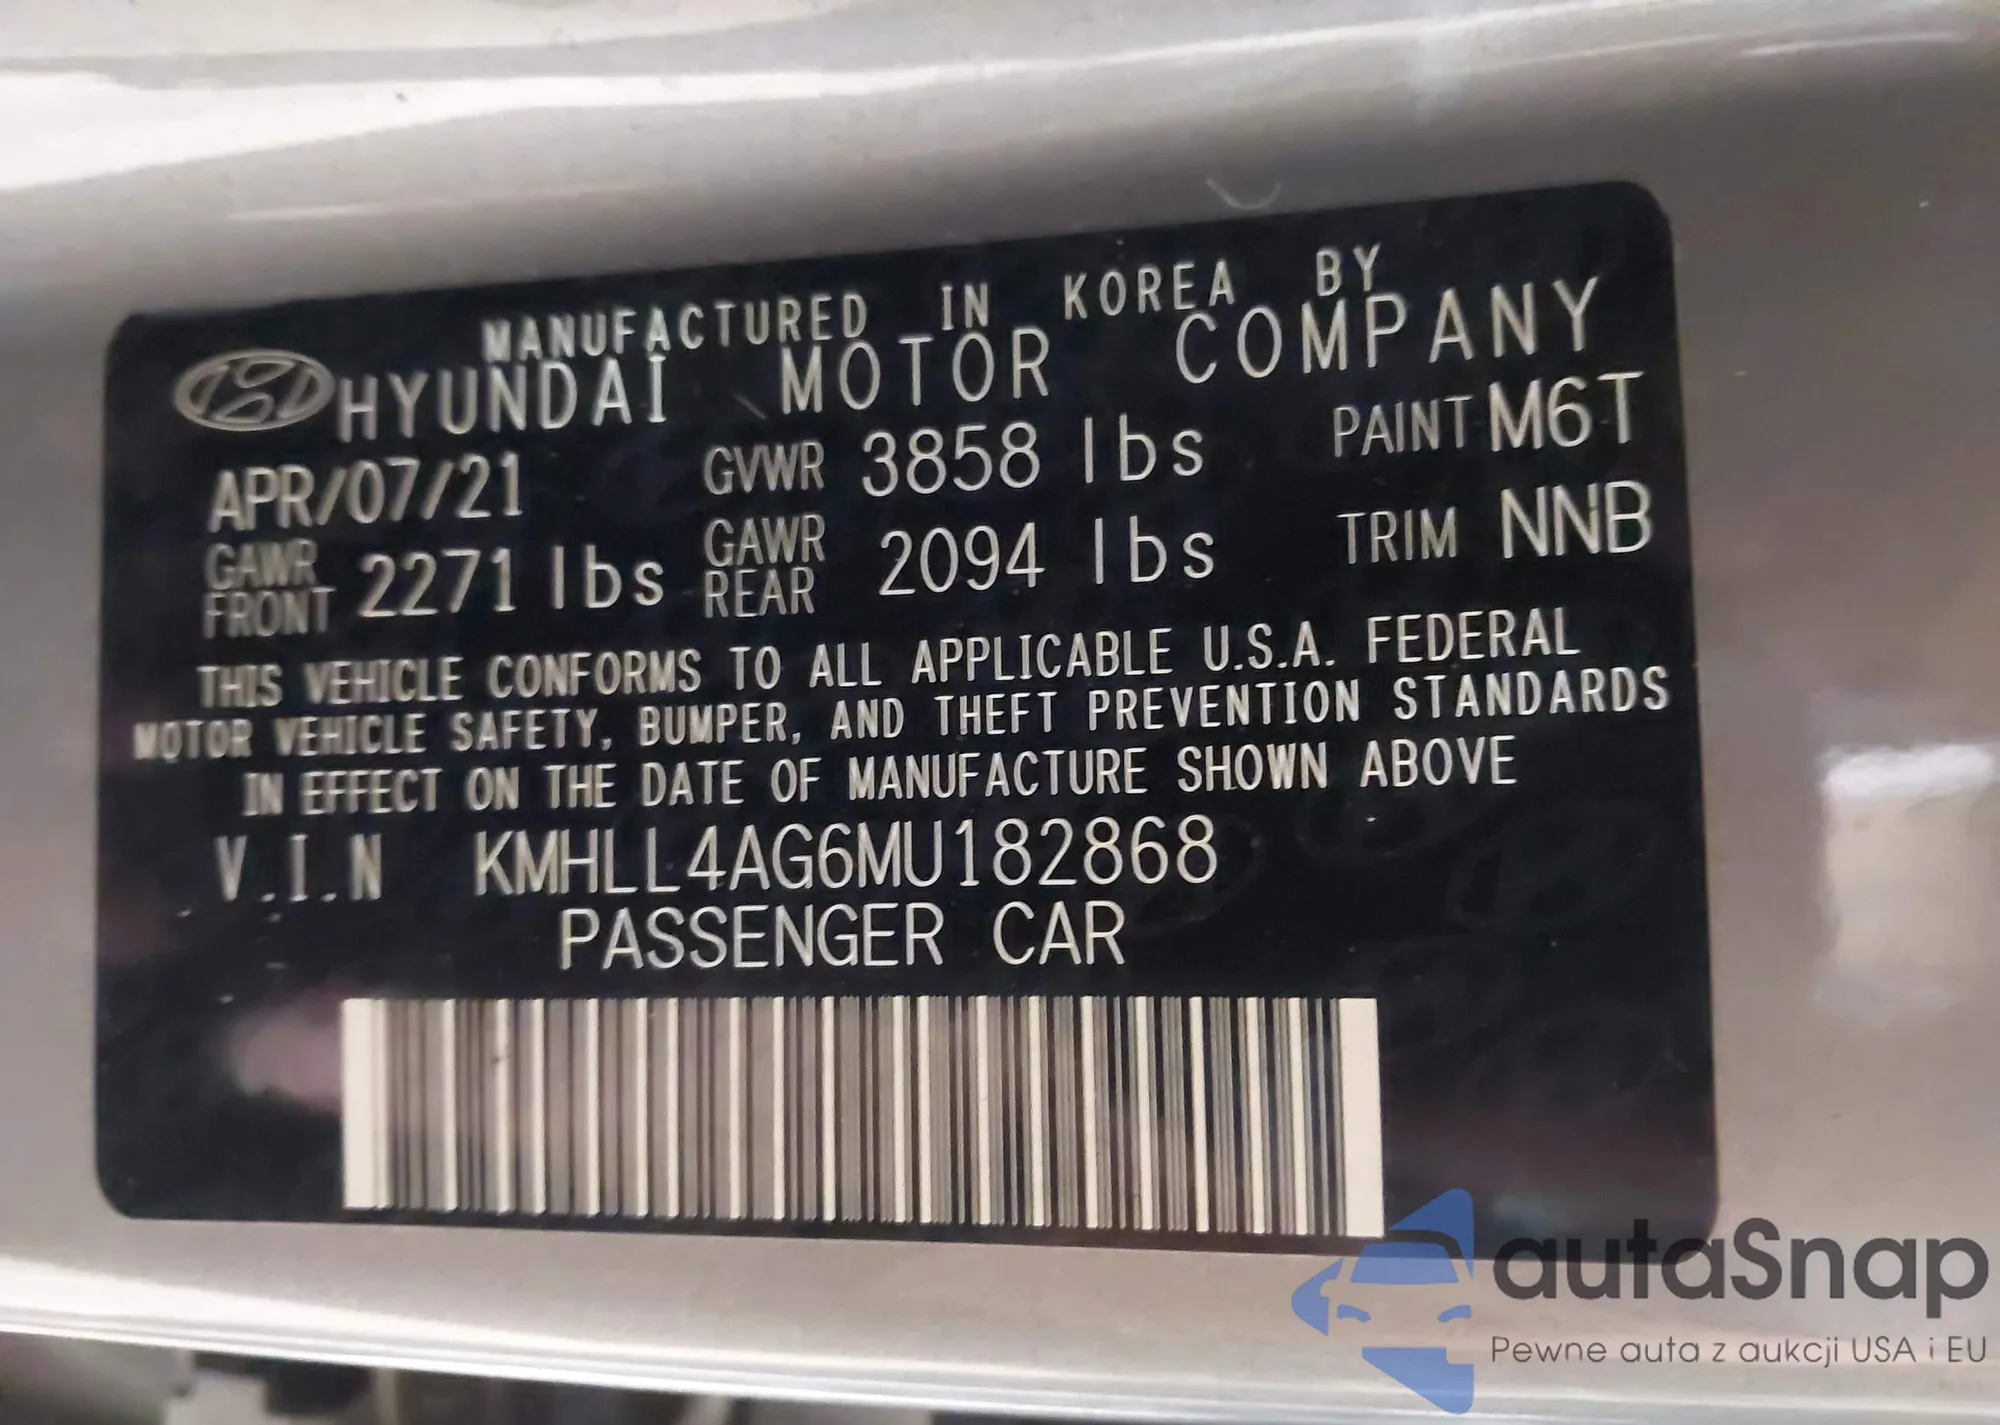 MANUFACTURED IN KOREA BY
HYUNDAI MOTOR COMPANY
APR/07/21 GVWR 3858 lbs PAINT M6T
GAWR FRONT 2271 lbs GAWR REAR 2094 lbs TRIM NNB
THIS VEHICLE CONFORMS TO ALL APPLICABLE U.S.A. FEDERAL
MOTOR VEHICLE SAFETY, BUMPER, AND THEFT PREVENTION STANDARDS
IN EFFECT ON THE DATE OF MANUFACTURE SHOWN ABOVE
V.I.N KMHLL4AG6MU182868
PASSENGER CAR
autaSnap
Pewne auta z aukcji USA i EU